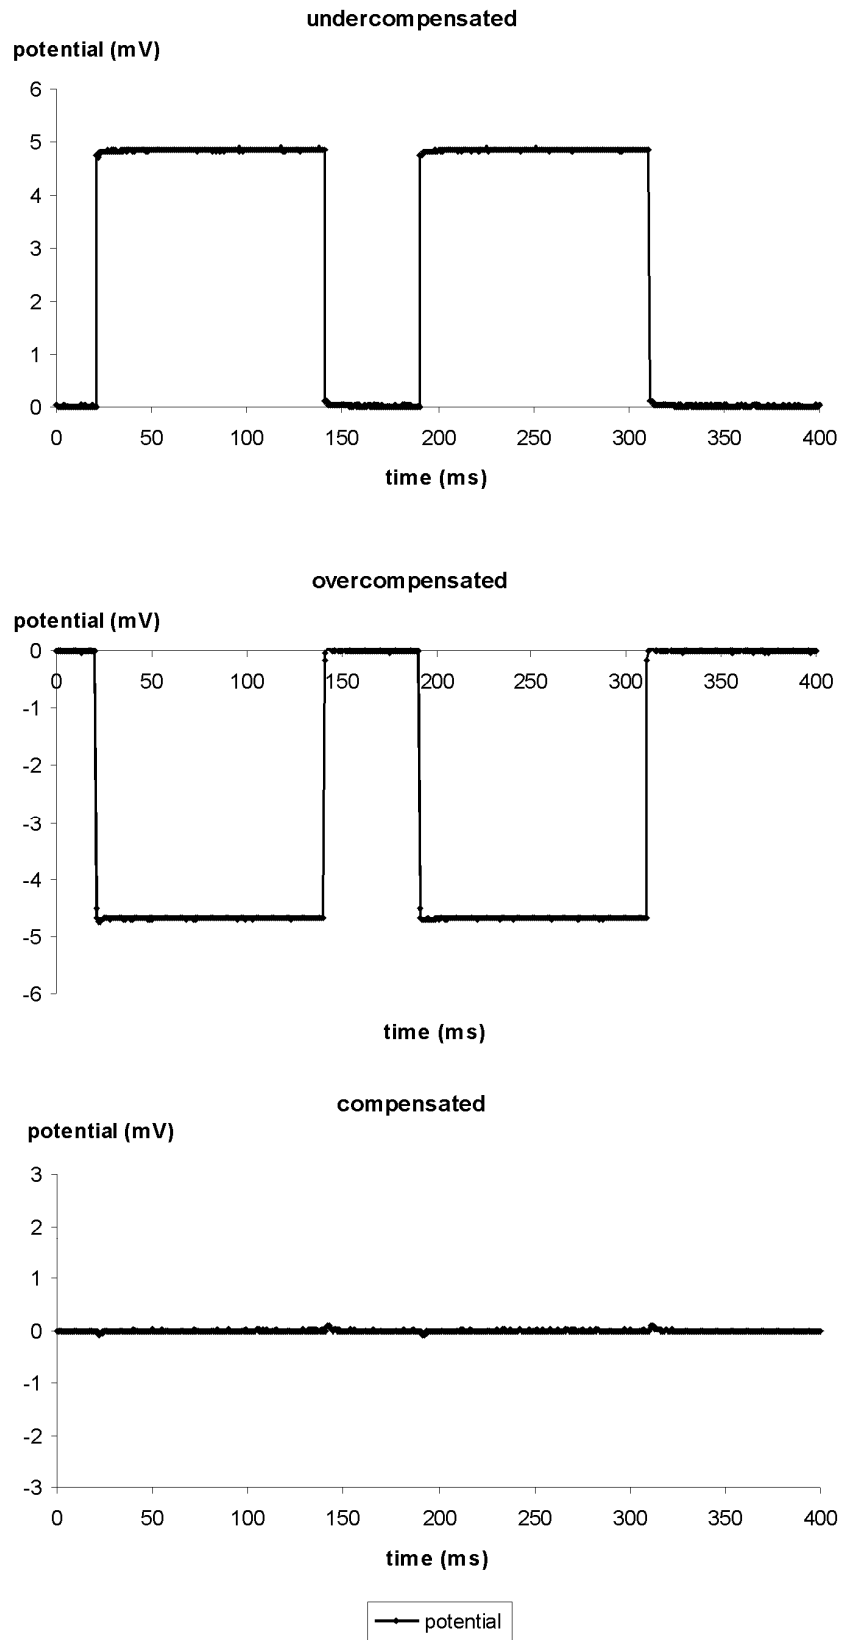 undercompensated
potential (mV)
6
5
4
3
2
1
0
0 50 100 150 200 250 300 350 400
time (ms)
overcompensated
potential (mV)
0
0 50 100 150 200 250 300 350 400
-1
-2
-3
-4
-5
-6
time (ms)
compensated
potential (mV)
3
2
1
0
-1
-2
-3
0 50 100 150 200 250 300 350 400
time (ms)
potential